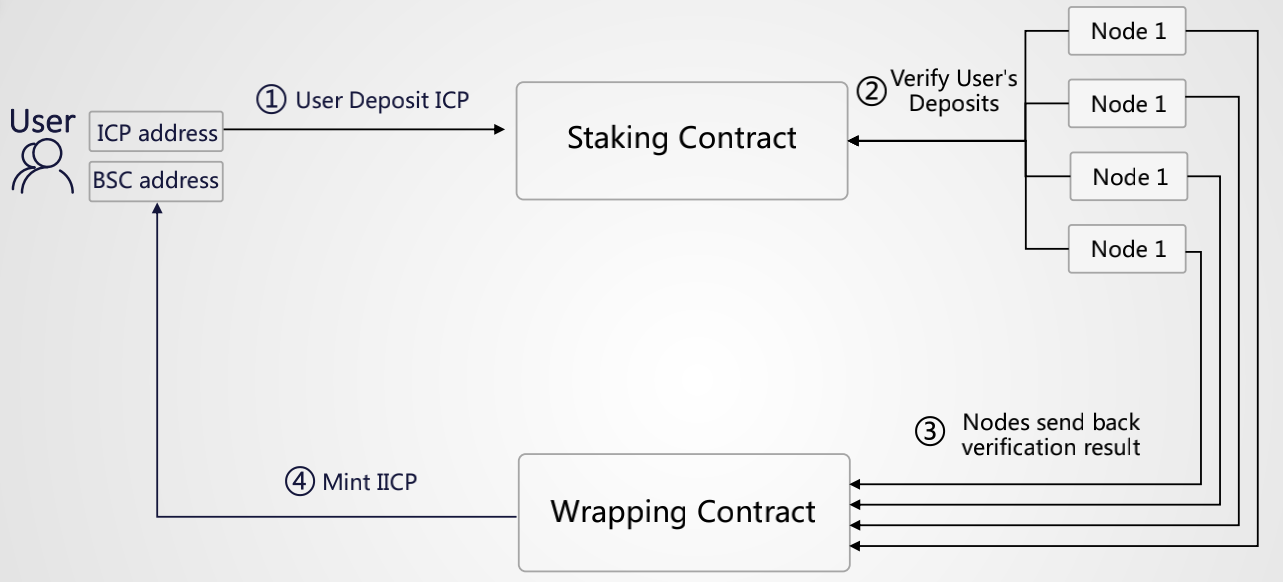 User
ICP address
BSC address
① User Deposit ICP
Staking Contract
② Verify User's
Deposits
Node 1
Node 1
Node 1
Node 1
③ Nodes send back
verification result
④ Mint IICP
Wrapping Contract